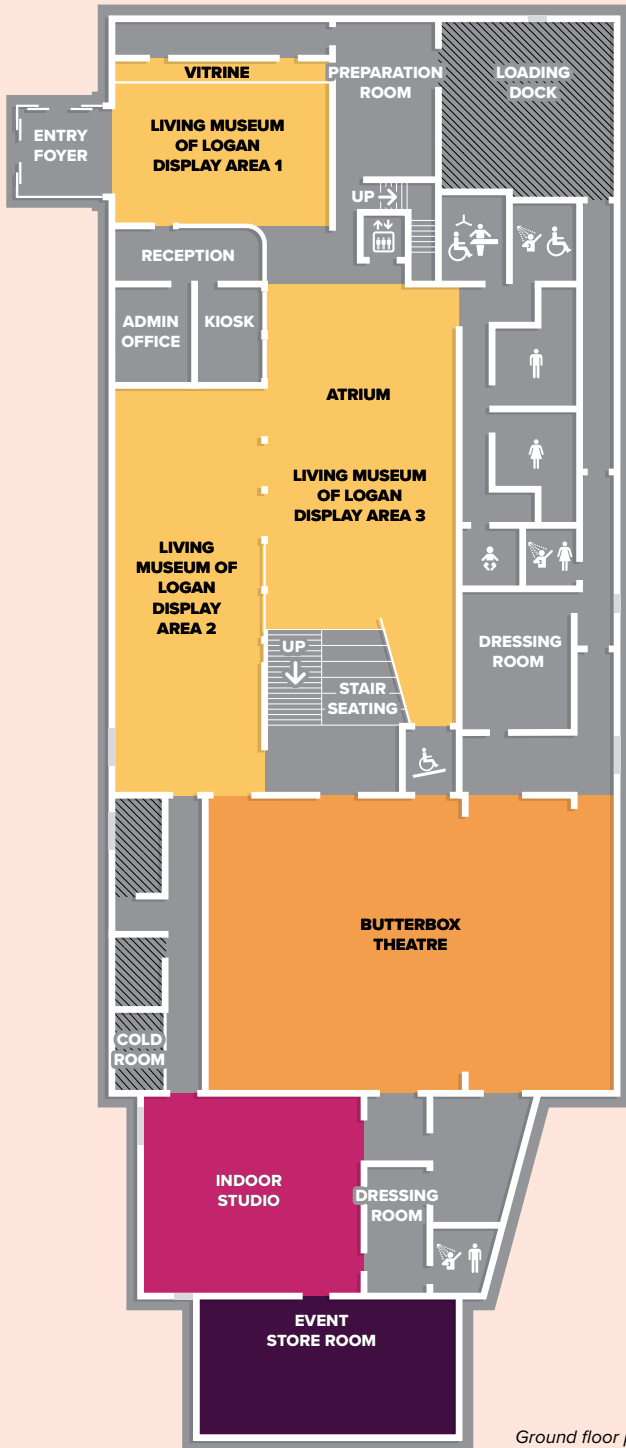 VITRINE
PREPARATION
ROOM
LOADING
DOCK
ENTRY
FOYER
LIVING MUSEUM
OF LOGAN
DISPLAY AREA 1
UP
RECEPTION
ADMIN
OFFICE
KIOSK
ATRIUM
LIVING MUSEUM
OF LOGAN
DISPLAY AREA 3
LIVING
MUSEUM OF
LOGAN
DISPLAY
AREA 2
UP
STAIR
SEATING
DRESSING
ROOM
BUTTERBOX
THEATRE
COLD
ROOM
INDOOR
STUDIO
DRESSING
ROOM
EVENT
STORE ROOM
Ground floor